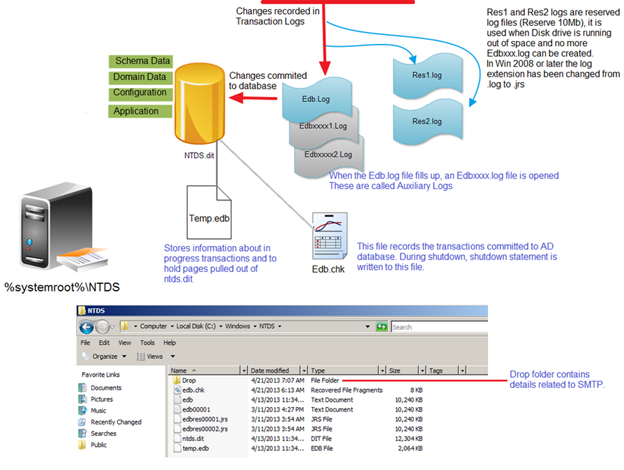 Changes recorded in
Transaction Logs
Res1 and Res2 logs are reserved
log files (Reserve 10Mb), it is
used when Disk drive is running
out of space and no more
Edbxxx.log can be created.
In Win 2008 or later the log
extension has been changed from
.log to .jrs
Schema Data
Domain Data
Configuration
Application
Changes commited
to database
NTDS.dit
Edb.Log
Edbxxxx1.Log
Edbxxxx2.Log
Res1.log
Res2.log
When the Edb.log file fills up, an Edbxxxx.log file is opened
These are called Auxiliary Logs
Temp.edb
Stores information about in
progress transactions and to
hold pages pulled out of
ntds.dit
Edb.chk
This file records the transactions committed to AD
database. During shutdown, shutdown statement is
written to this file.
%systemroot%\NTDS
NTDS
Computer Local Disk (C:) Windows NTDS
Search
File Edit View Tools Help
Organize Views
Favorite Links
Documents
Pictures
Music
Recently Changed
Searches
Public
Name Date modified Type Size Tags
Drop 4/21/2013 7:07 AM File Folder
edb.chk 4/21/2013 6:13 AM Recovered File Fragments 8 KB
edb 4/13/2013 11:34... Text Document 10,240 KB
edb00001 3/11/2013 4:27 PM Text Document 10,240 KB
edbres00001.jrs 3/11/2013 3:54 AM JRS File 10,240 KB
edbres00002.jrs 3/11/2013 3:54 AM JRS File 10,240 KB
ntds.dit 4/13/2013 11:34... DIT File 12,304 KB
temp.edb 4/13/2013 11:34... EDB File 2,064 KB
Drop folder contains
details related to SMTP.